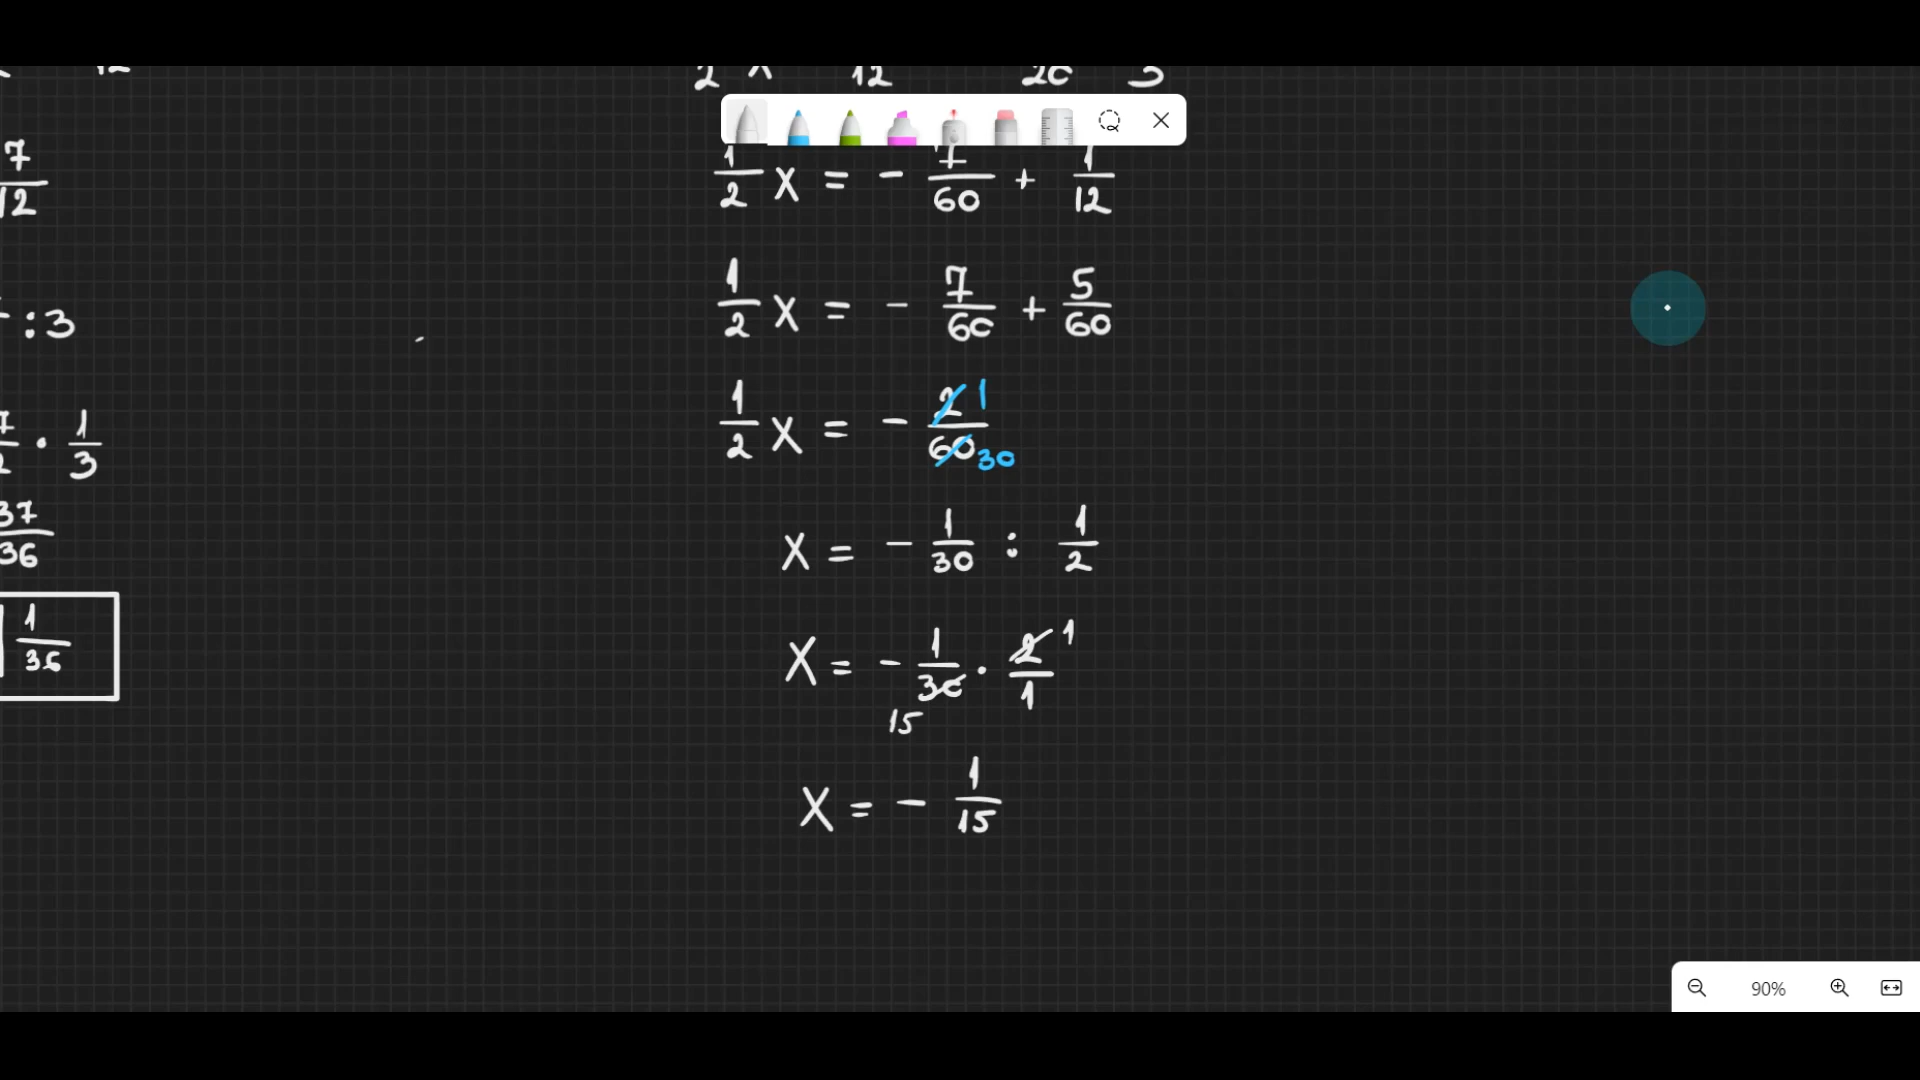 7/12
: 3
· 1/3
37/36
1/36
1/2 x = - 7/60 + 1/12
1/2 x = - 7/60 + 5/60
1/2 x = - 2/60 1 30
x = - 1/30 : 1/2
x = - 1/30 · 2/1 1
15
x = - 1/15
90%